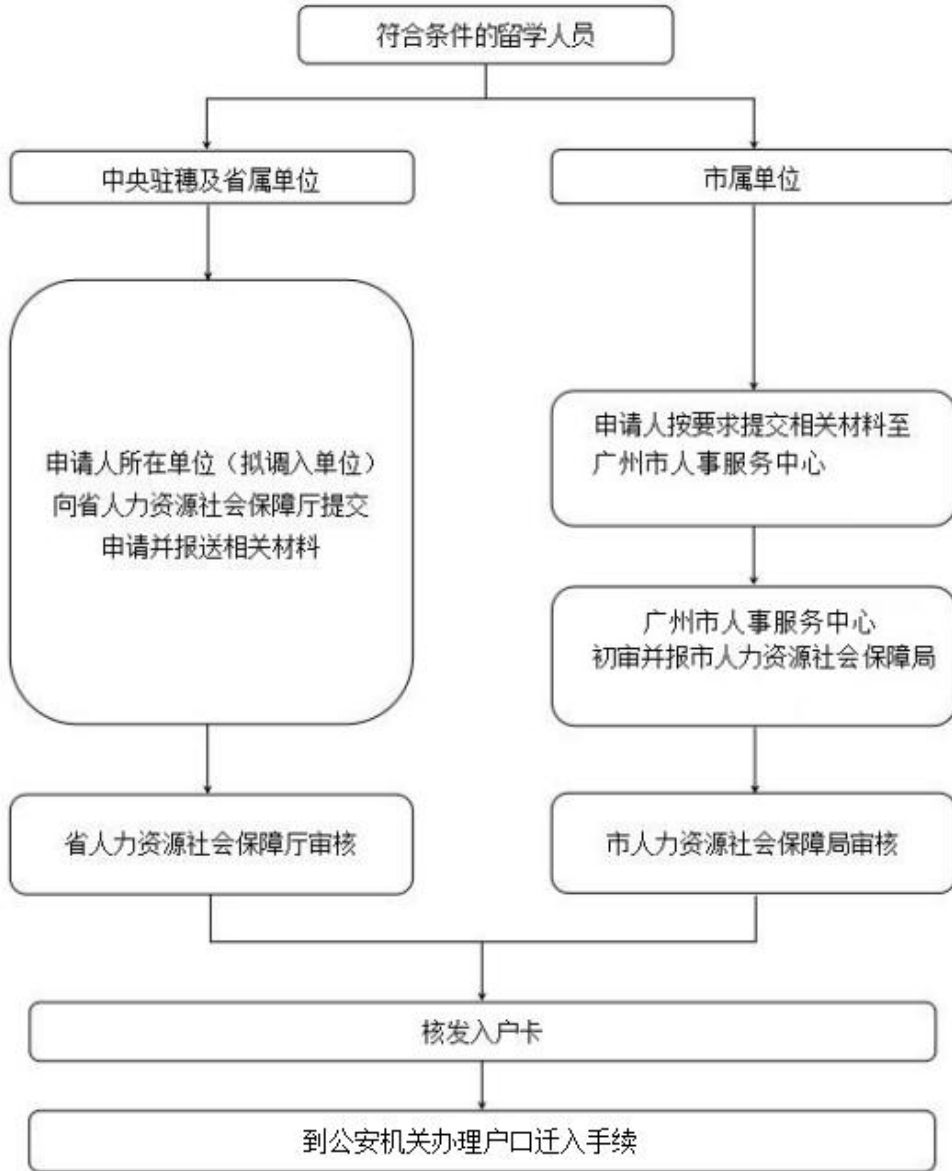 符合条件的留学人员
中央驻穗及省属单位
市属单位
申请人所在单位（拟调入单位）
向省人力资源社会保障厅提交
申请并报送相关材料
申请人按要求提交相关材料至
广州市人事服务中心
广州市人事服务中心
初审并报市人力资源社会保障局
省人力资源社会保障厅审核
市人力资源社会保障局审核
核发入户卡
到公安机关办理户口迁入手续